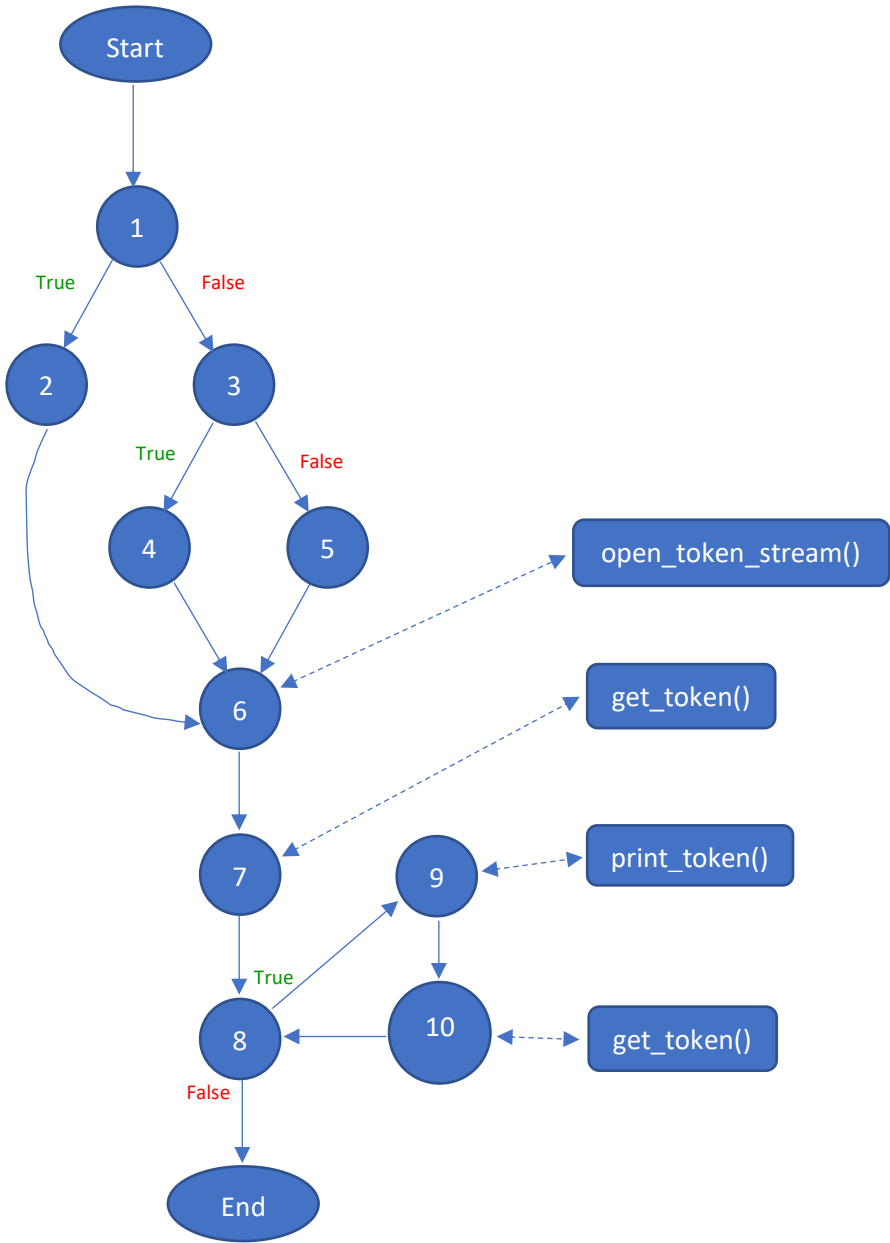 Start
1
True
False
2
3
True
False
4
5
open_token_stream()
6
get_token()
7
9
print_token()
True
8
10
get_token()
False
End